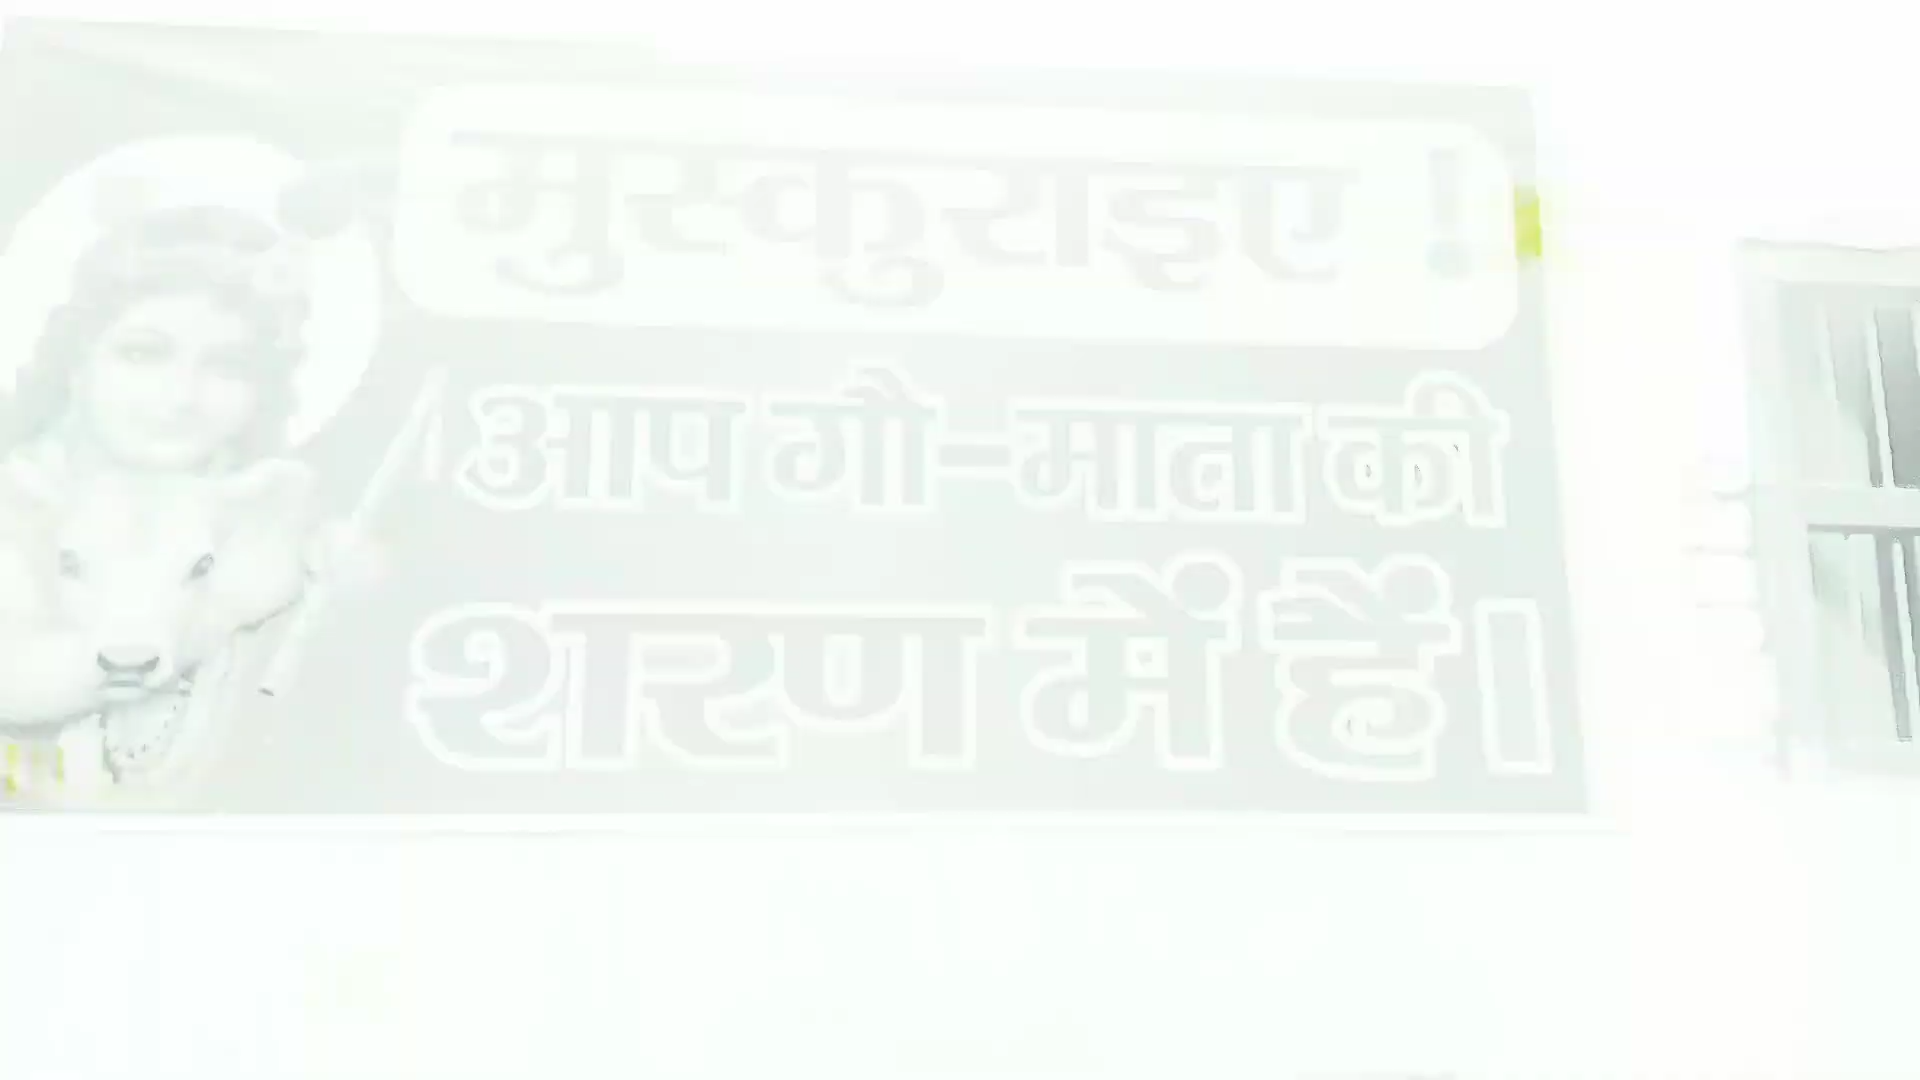 मुस्कुराइए !
आप गौ-माता की
शरण में हैं।